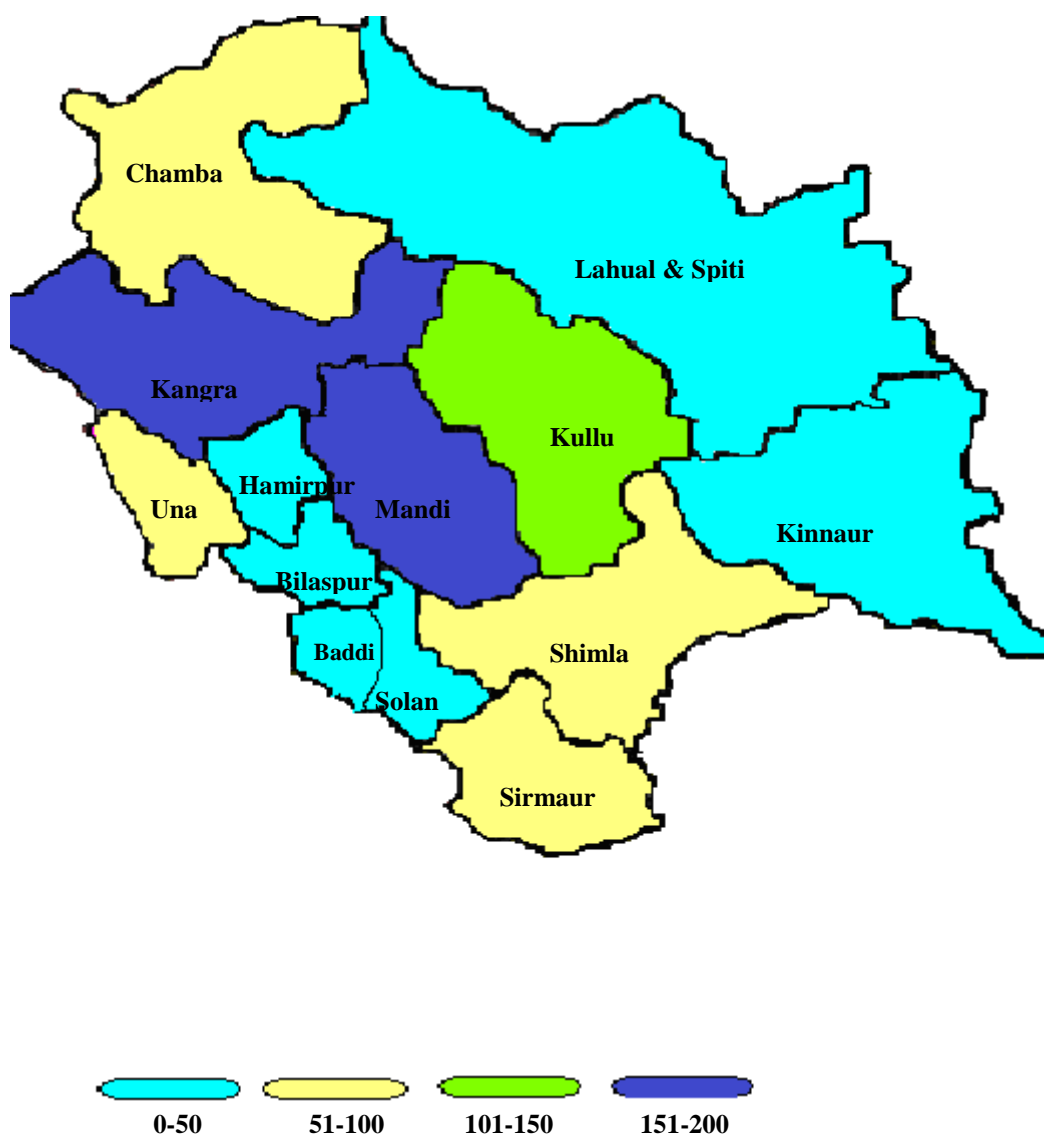 Chamba
Lahual & Spiti
Kangra
Kullu
Hamirpur
Una
Mandi
Kinnaur
Bilaspur
Baddi
Shimla
Solan
Sirmaur
0-50 51-100 101-150 151-200